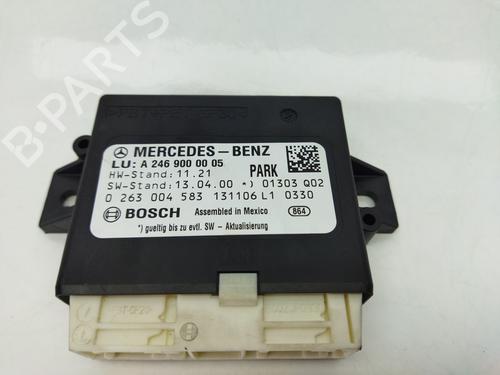 B-PARTS
MERCEDES-BENZ
LU: A 246 900 00 05
HW-Stand: 11.21 PARK
SW-Stand: 13.04.00 *) 01303 Q02
0 263 004 583 131106 L1 0330
BOSCH Assembled in Mexico 864
*) gueltig bis zu evtl. SW - Aktualisierung